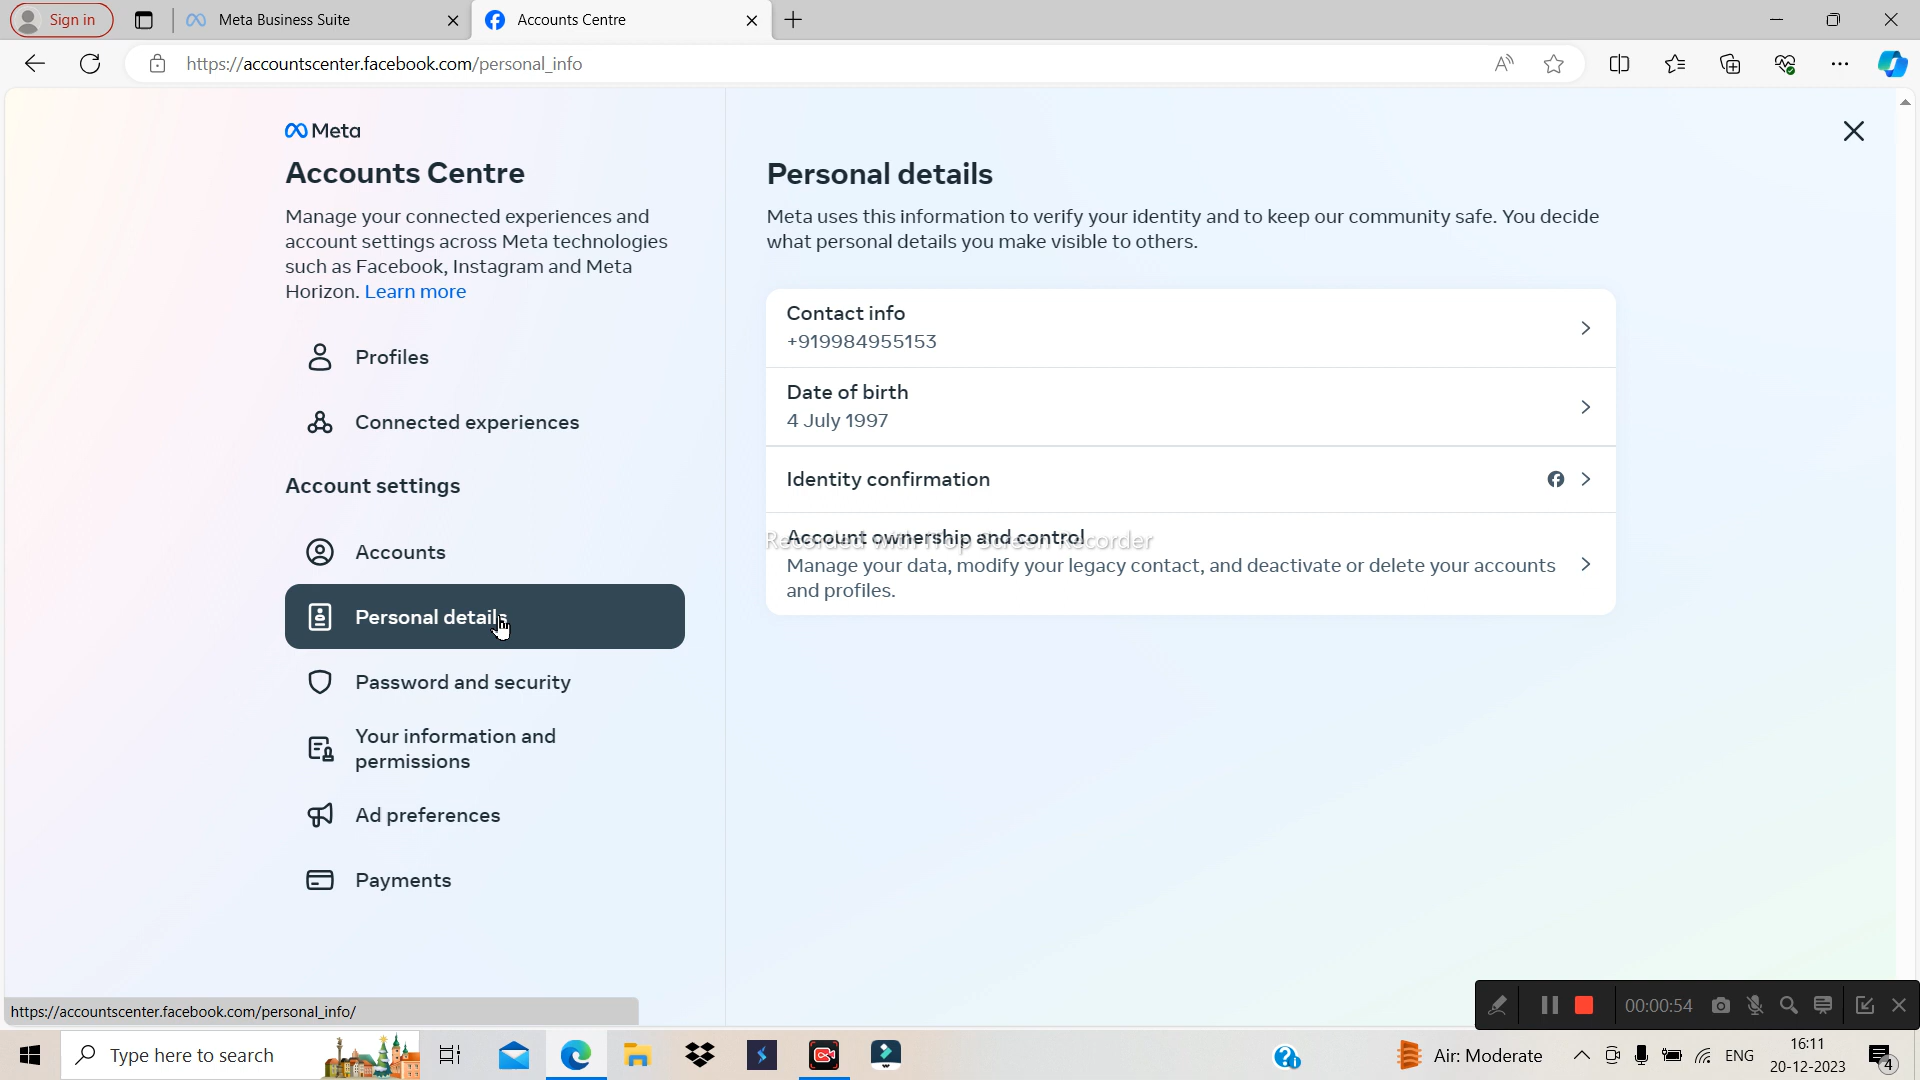 Sign in
Meta Business Suite
Accounts Centre
https://accountscenter.facebook.com/personal_info
Meta
Accounts Centre
Manage your connected experiences and
account settings across Meta technologies
such as Facebook, Instagram and Meta
Horizon. Learn more
Profiles
Connected experiences
Account settings
Accounts
Personal details
Password and security
Your information and
permissions
Ad preferences
Payments
Personal details
Meta uses this information to verify your identity and to keep our community safe. You decide
what personal details you make visible to others.
Contact info
+919984955153
Date of birth
4 July 1997
Identity confirmation
Account ownership and control
Recorded with iTop Screen Recorder
Manage your data, modify your legacy contact, and deactivate or delete your accounts
and profiles.
https://accountscenter.facebook.com/personal_info/
00:00:54
Type here to search
Air: Moderate
ENG
16:11
20-12-2023
4